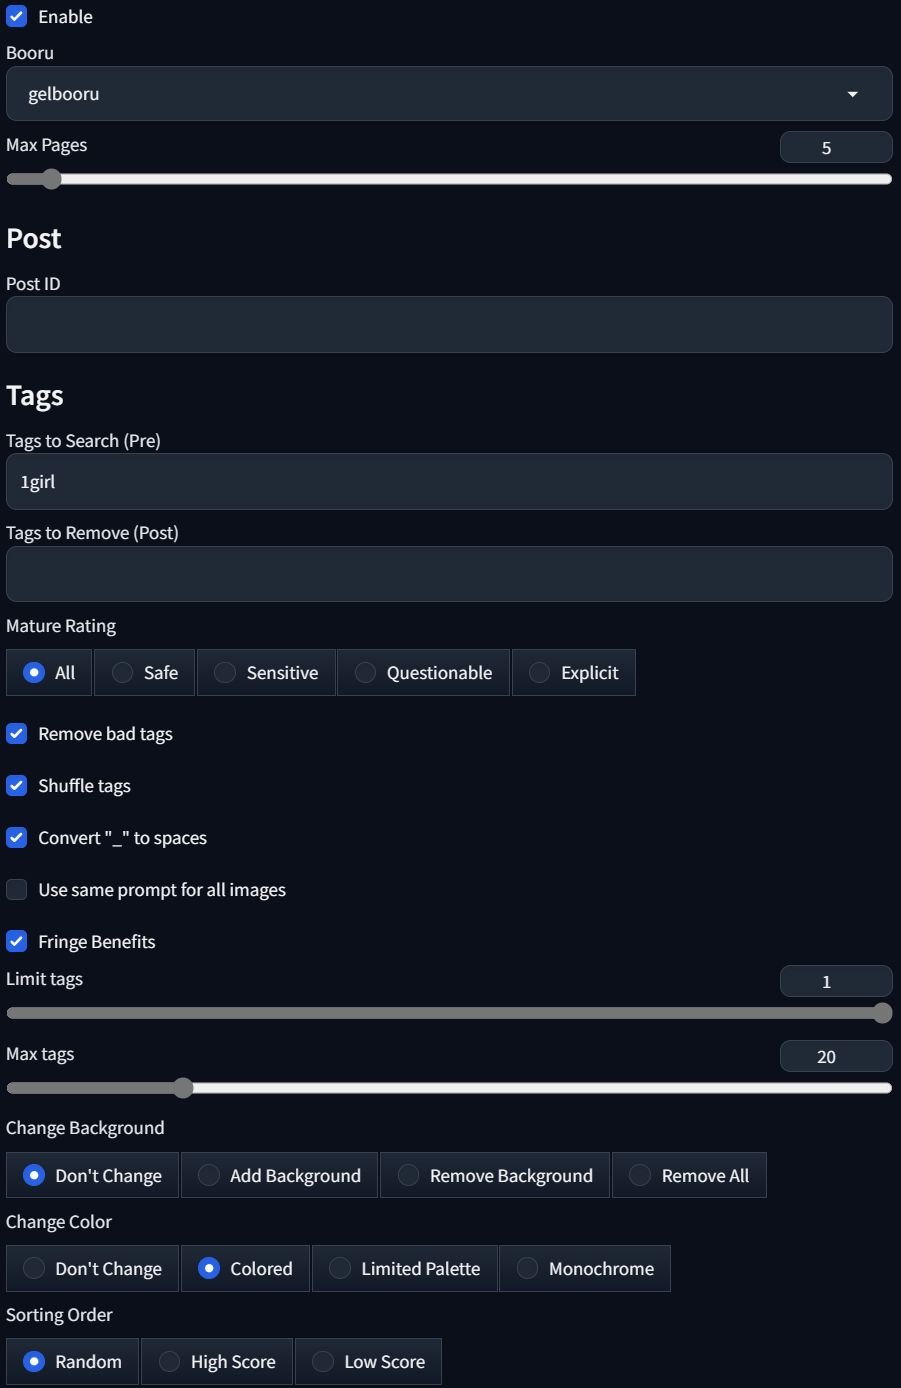 Enable
Booru
gelbooru
Max Pages
5
Post
Post ID
Tags
Tags to Search (Pre)
1girl
Tags to Remove (Post)
Mature Rating
All Safe Sensitive Questionable Explicit
Remove bad tags
Shuffle tags
Convert "_" to spaces
Use same prompt for all images
Fringe Benefits
Limit tags
1
Max tags
20
Change Background
Don't Change Add Background Remove Background Remove All
Change Color
Don't Change Colored Limited Palette Monochrome
Sorting Order
Random High Score Low Score